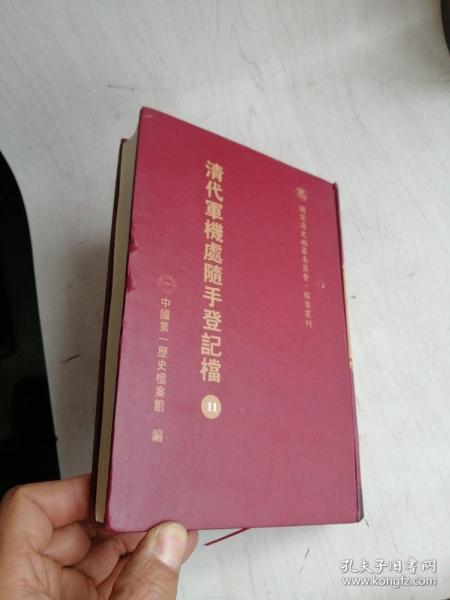 國家清史編纂委員會·檔案叢刊
清代軍機處隨手登記檔
11
中國第一歷史檔案館 編
孔夫子旧书网
www.kongfz.com